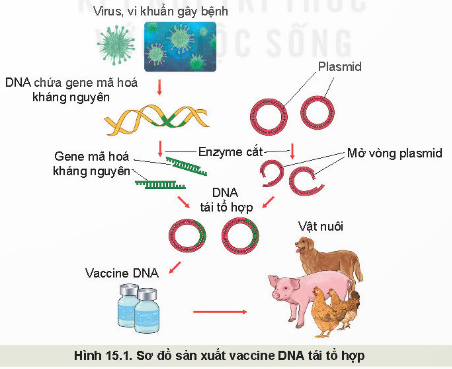 Virus, vi khuẩn gây bệnh
Plasmid
DNA chứa gene mã hoá
kháng nguyên
Enzyme cắt
Gene mã hoá
kháng nguyên
Mở vòng plasmid
DNA
tái tổ hợp
Vật nuôi
Vaccine DNA
Hình 15.1. Sơ đồ sản xuất vaccine DNA tái tổ hợp